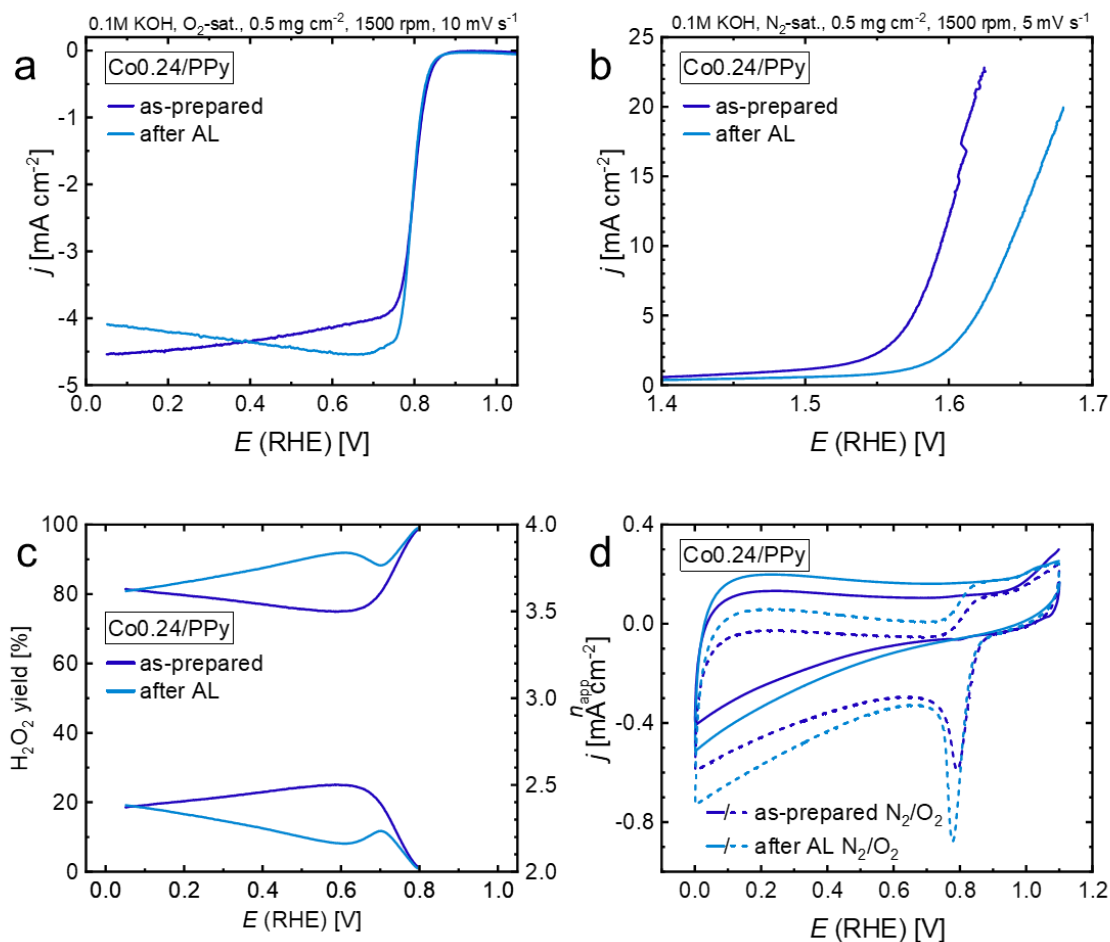 0.1M KOH, O₂-sat., 0.5 mg cm⁻², 1500 rpm, 10 mV s⁻¹
a
Co0.24/PPy
as-prepared
after AL
0
-1
-2
-3
-4
-5
j [mA cm⁻²]
0.0 0.2 0.4 0.6 0.8 1.0
E (RHE) [V]
0.1M KOH, N₂-sat., 0.5 mg cm⁻², 1500 rpm, 5 mV s⁻¹
b
Co0.24/PPy
as-prepared
after AL
25
20
15
10
5
0
j [mA cm⁻²]
1.4 1.5 1.6 1.7
E (RHE) [V]
c
Co0.24/PPy
as-prepared
after AL
100
80
60
40
20
0
H₂O₂ yield [%]
4.0
3.5
3.0
2.5
2.0
n_app
0.0 0.2 0.4 0.6 0.8 1.0
E (RHE) [V]
d
Co0.24/PPy
0.4
0.0
-0.4
-0.8
j [mA cm⁻²]
as-prepared N₂/O₂
after AL N₂/O₂
0.0 0.2 0.4 0.6 0.8 1.0 1.2
E (RHE) [V]